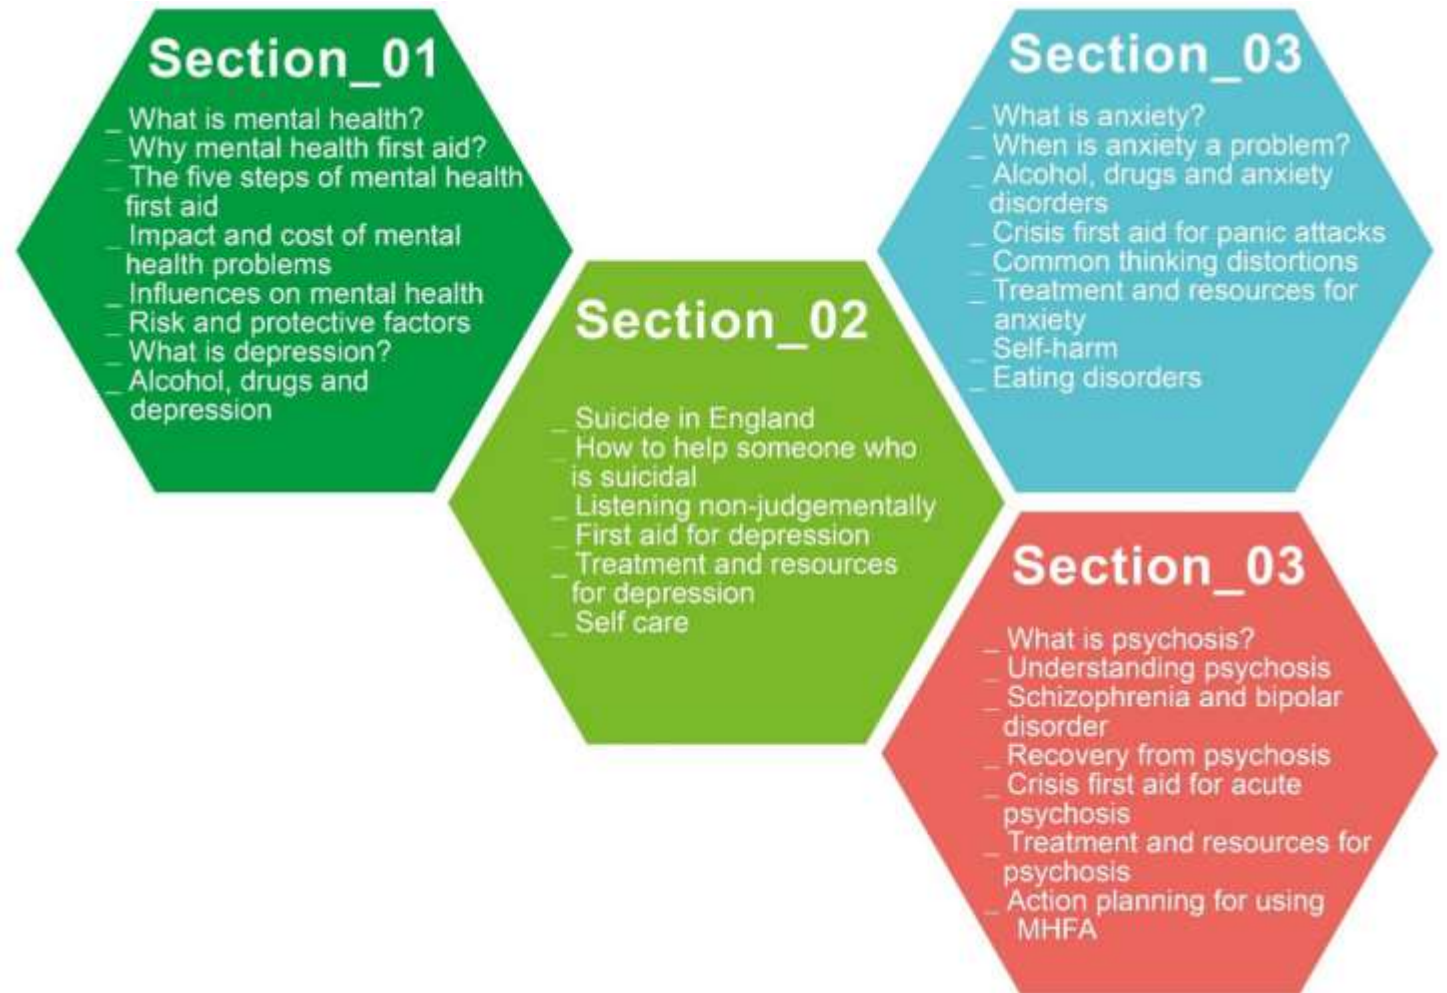 Section_01
_ What is mental health?
_ Why mental health first aid?
_ The five steps of mental health
first aid
_ Impact and cost of mental
health problems
_ Influences on mental health
_ Risk and protective factors
_ What is depression?
_ Alcohol, drugs and
depression
Section_02
_ Suicide in England
_ How to help someone who
is suicidal
_ Listening non-judgementally
_ First aid for depression
_ Treatment and resources
for depression
_ Self care
Section_03
_ What is anxiety?
_ When is anxiety a problem?
_ Alcohol, drugs and anxiety
disorders
_ Crisis first aid for panic attacks
_ Common thinking distortions
_ Treatment and resources for
anxiety
_ Self-harm
_ Eating disorders
Section_03
_ What is psychosis?
_ Understanding psychosis
_ Schizophrenia and bipolar
disorder
_ Recovery from psychosis
_ Crisis first aid for acute
psychosis
_ Treatment and resources for
psychosis
_ Action planning for using
MHFA